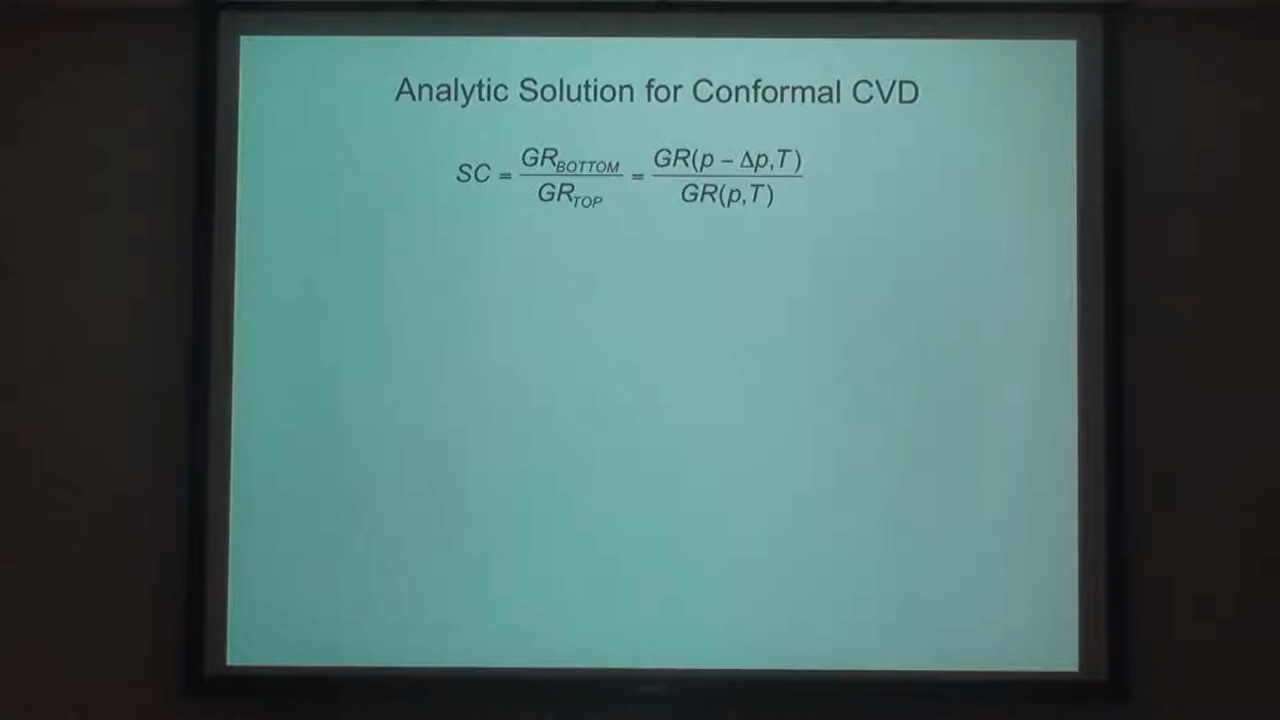 Analytic Solution for Conformal CVD
SC = GR_BOTTOM / GR_TOP = GR(p – Δp,T) / GR(p,T)